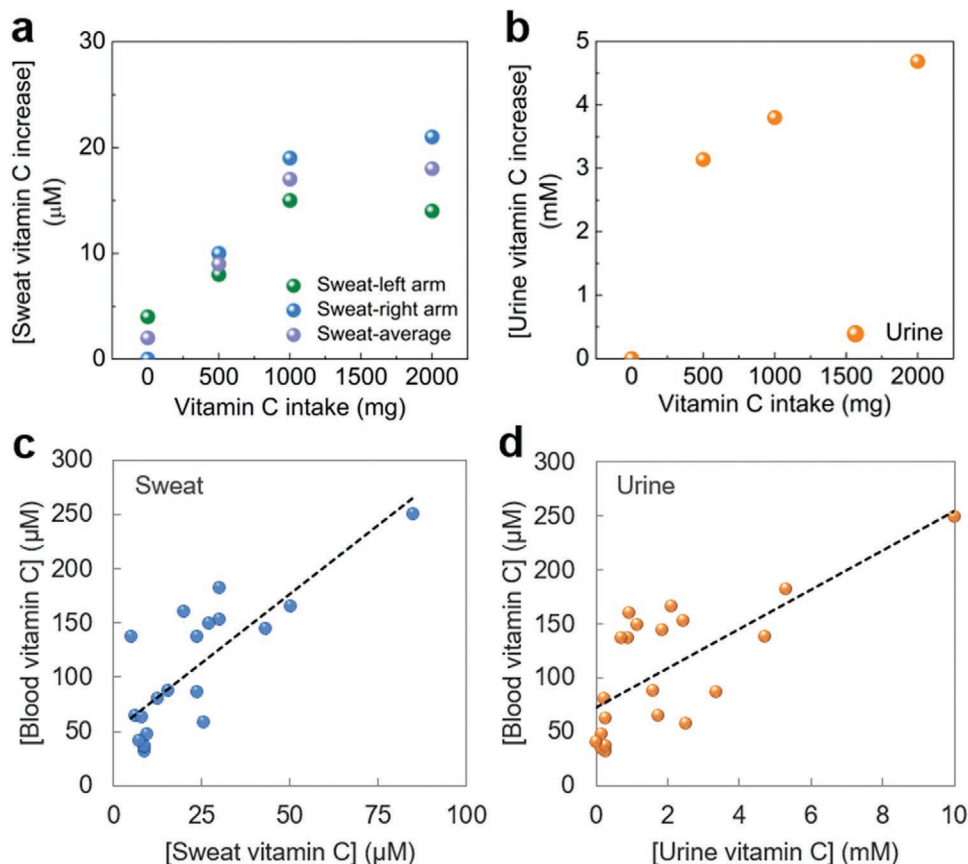 a
[Sweat vitamin C increase]
(µM)
30
20
10
0
0 500 1000 1500 2000
Vitamin C intake (mg)
Sweat-left arm
Sweat-right arm
Sweat-average
b
[Urine vitamin C increase]
(mM)
5
4
3
2
1
0
0 500 1000 1500 2000
Vitamin C intake (mg)
Urine
c
[Blood vitamin C] (µM)
300
250
200
150
100
50
0
0 25 50 75 100
[Sweat vitamin C] (µM)
Sweat
d
[Blood vitamin C] (µM)
300
250
200
150
100
50
0
0 2 4 6 8 10
[Urine vitamin C] (mM)
Urine